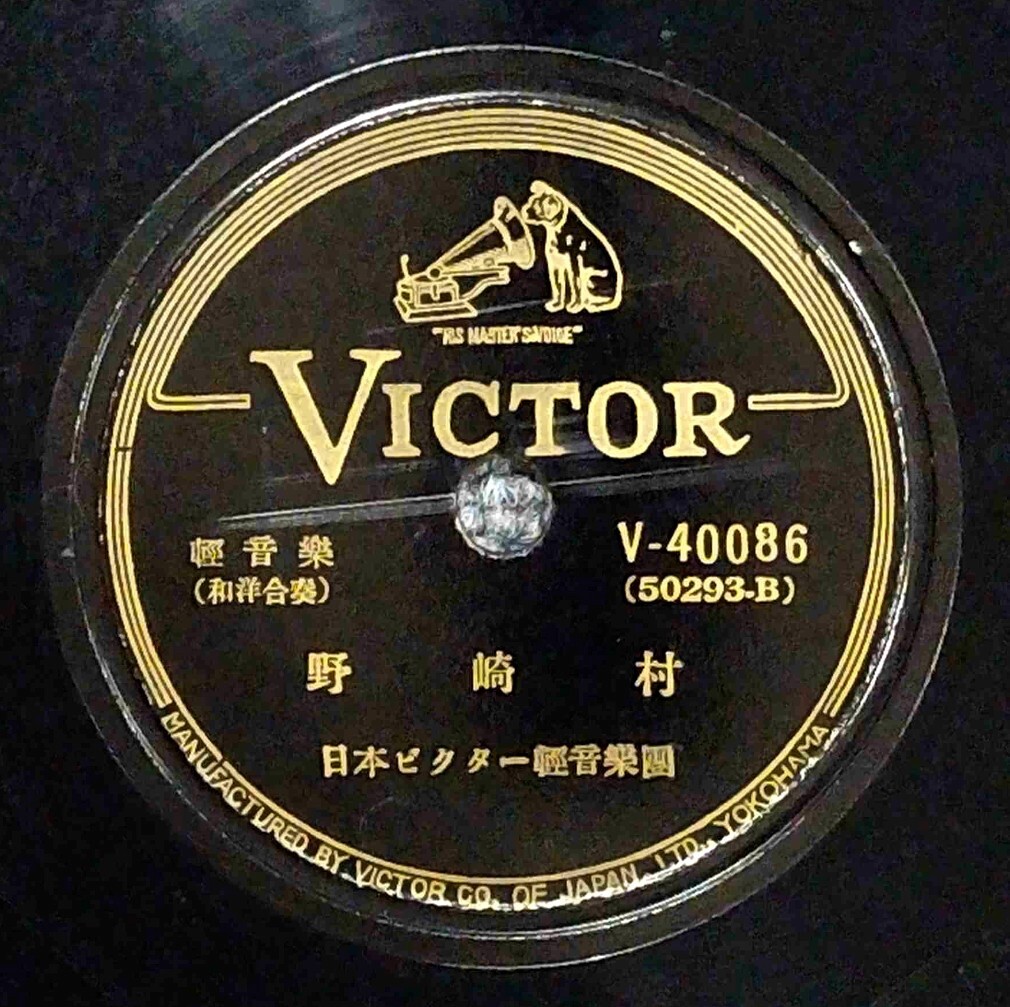 "HIS MASTER'S VOICE"
VICTOR
輕音樂
(和洋合奏)
V-40086
(50293-B)
野崎村
日本ビクター輕音樂團
MANUFACTURED BY VICTOR CO. OF JAPAN, LTD., YOKOHAMA